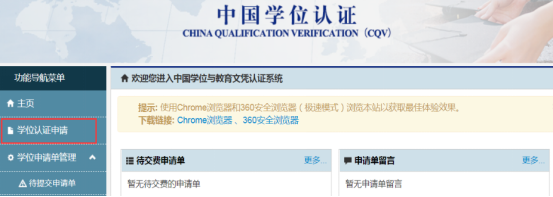 中国学位认证
CHINA QUALIFICATION VERIFICATION (CQV)
功能导航菜单
主页
学位认证申请
学位申请单管理
待提交申请单
欢迎您进入中国学位与教育文凭认证系统
提示: 使用Chrome浏览器和360安全浏览器（极速模式）浏览本站以获取最佳体验效果。
下载链接: Chrome浏览器 、360安全浏览器
待交费申请单 更多...
暂无待交费的申请单
申请单留言 更多...
暂无申请单留言